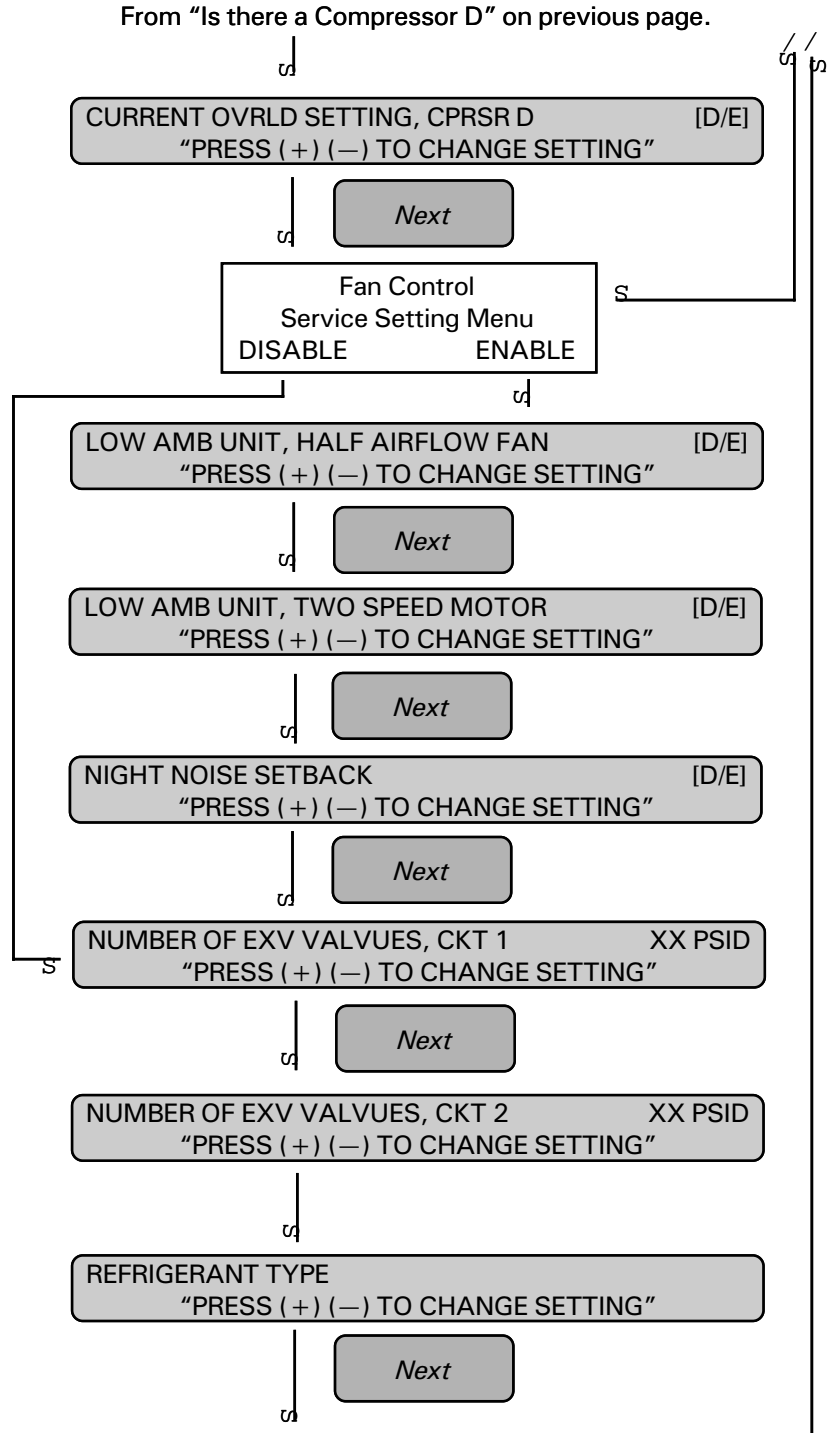 From “Is there a Compressor D” on previous page.
S
S
S
CURRENT OVRLD SETTING, CPRSR D [D/E]
“PRESS (+) (—) TO CHANGE SETTING”
Next
S
Fan Control
Service Setting Menu
DISABLE ENABLE
S
S
LOW AMB UNIT, HALF AIRFLOW FAN [D/E]
“PRESS (+) (—) TO CHANGE SETTING”
Next
S
LOW AMB UNIT, TWO SPEED MOTOR [D/E]
“PRESS (+) (—) TO CHANGE SETTING”
Next
S
NIGHT NOISE SETBACK [D/E]
“PRESS (+) (—) TO CHANGE SETTING”
Next
S
NUMBER OF EXV VALVUES, CKT 1 XX PSID
“PRESS (+) (—) TO CHANGE SETTING”
S
Next
S
NUMBER OF EXV VALVUES, CKT 2 XX PSID
“PRESS (+) (—) TO CHANGE SETTING”
S
REFRIGERANT TYPE
“PRESS (+) (—) TO CHANGE SETTING”
Next
S